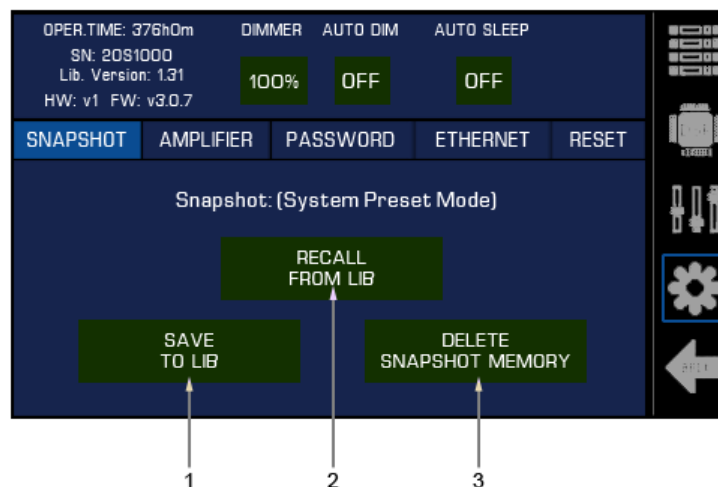 OPER.TIME: 376h0m
SN: 20S1000
Lib. Version: 1.31
HW: v1 FW: v3.0.7
DIMMER
100%
AUTO DIM
OFF
AUTO SLEEP
OFF
SNAPSHOT
AMPLIFIER
PASSWORD
ETHERNET
RESET
Snapshot: (System Preset Mode)
RECALL
FROM LIB
SAVE
TO LIB
DELETE
SNAPSHOT MEMORY
1
2
3